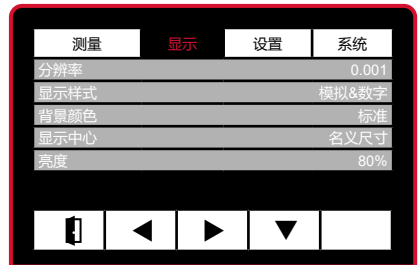 测量 显示 设置 系统
分辨率 0.001
显示样式 模拟&数字
背景颜色 标准
显示中心 名义尺寸
亮度 80%